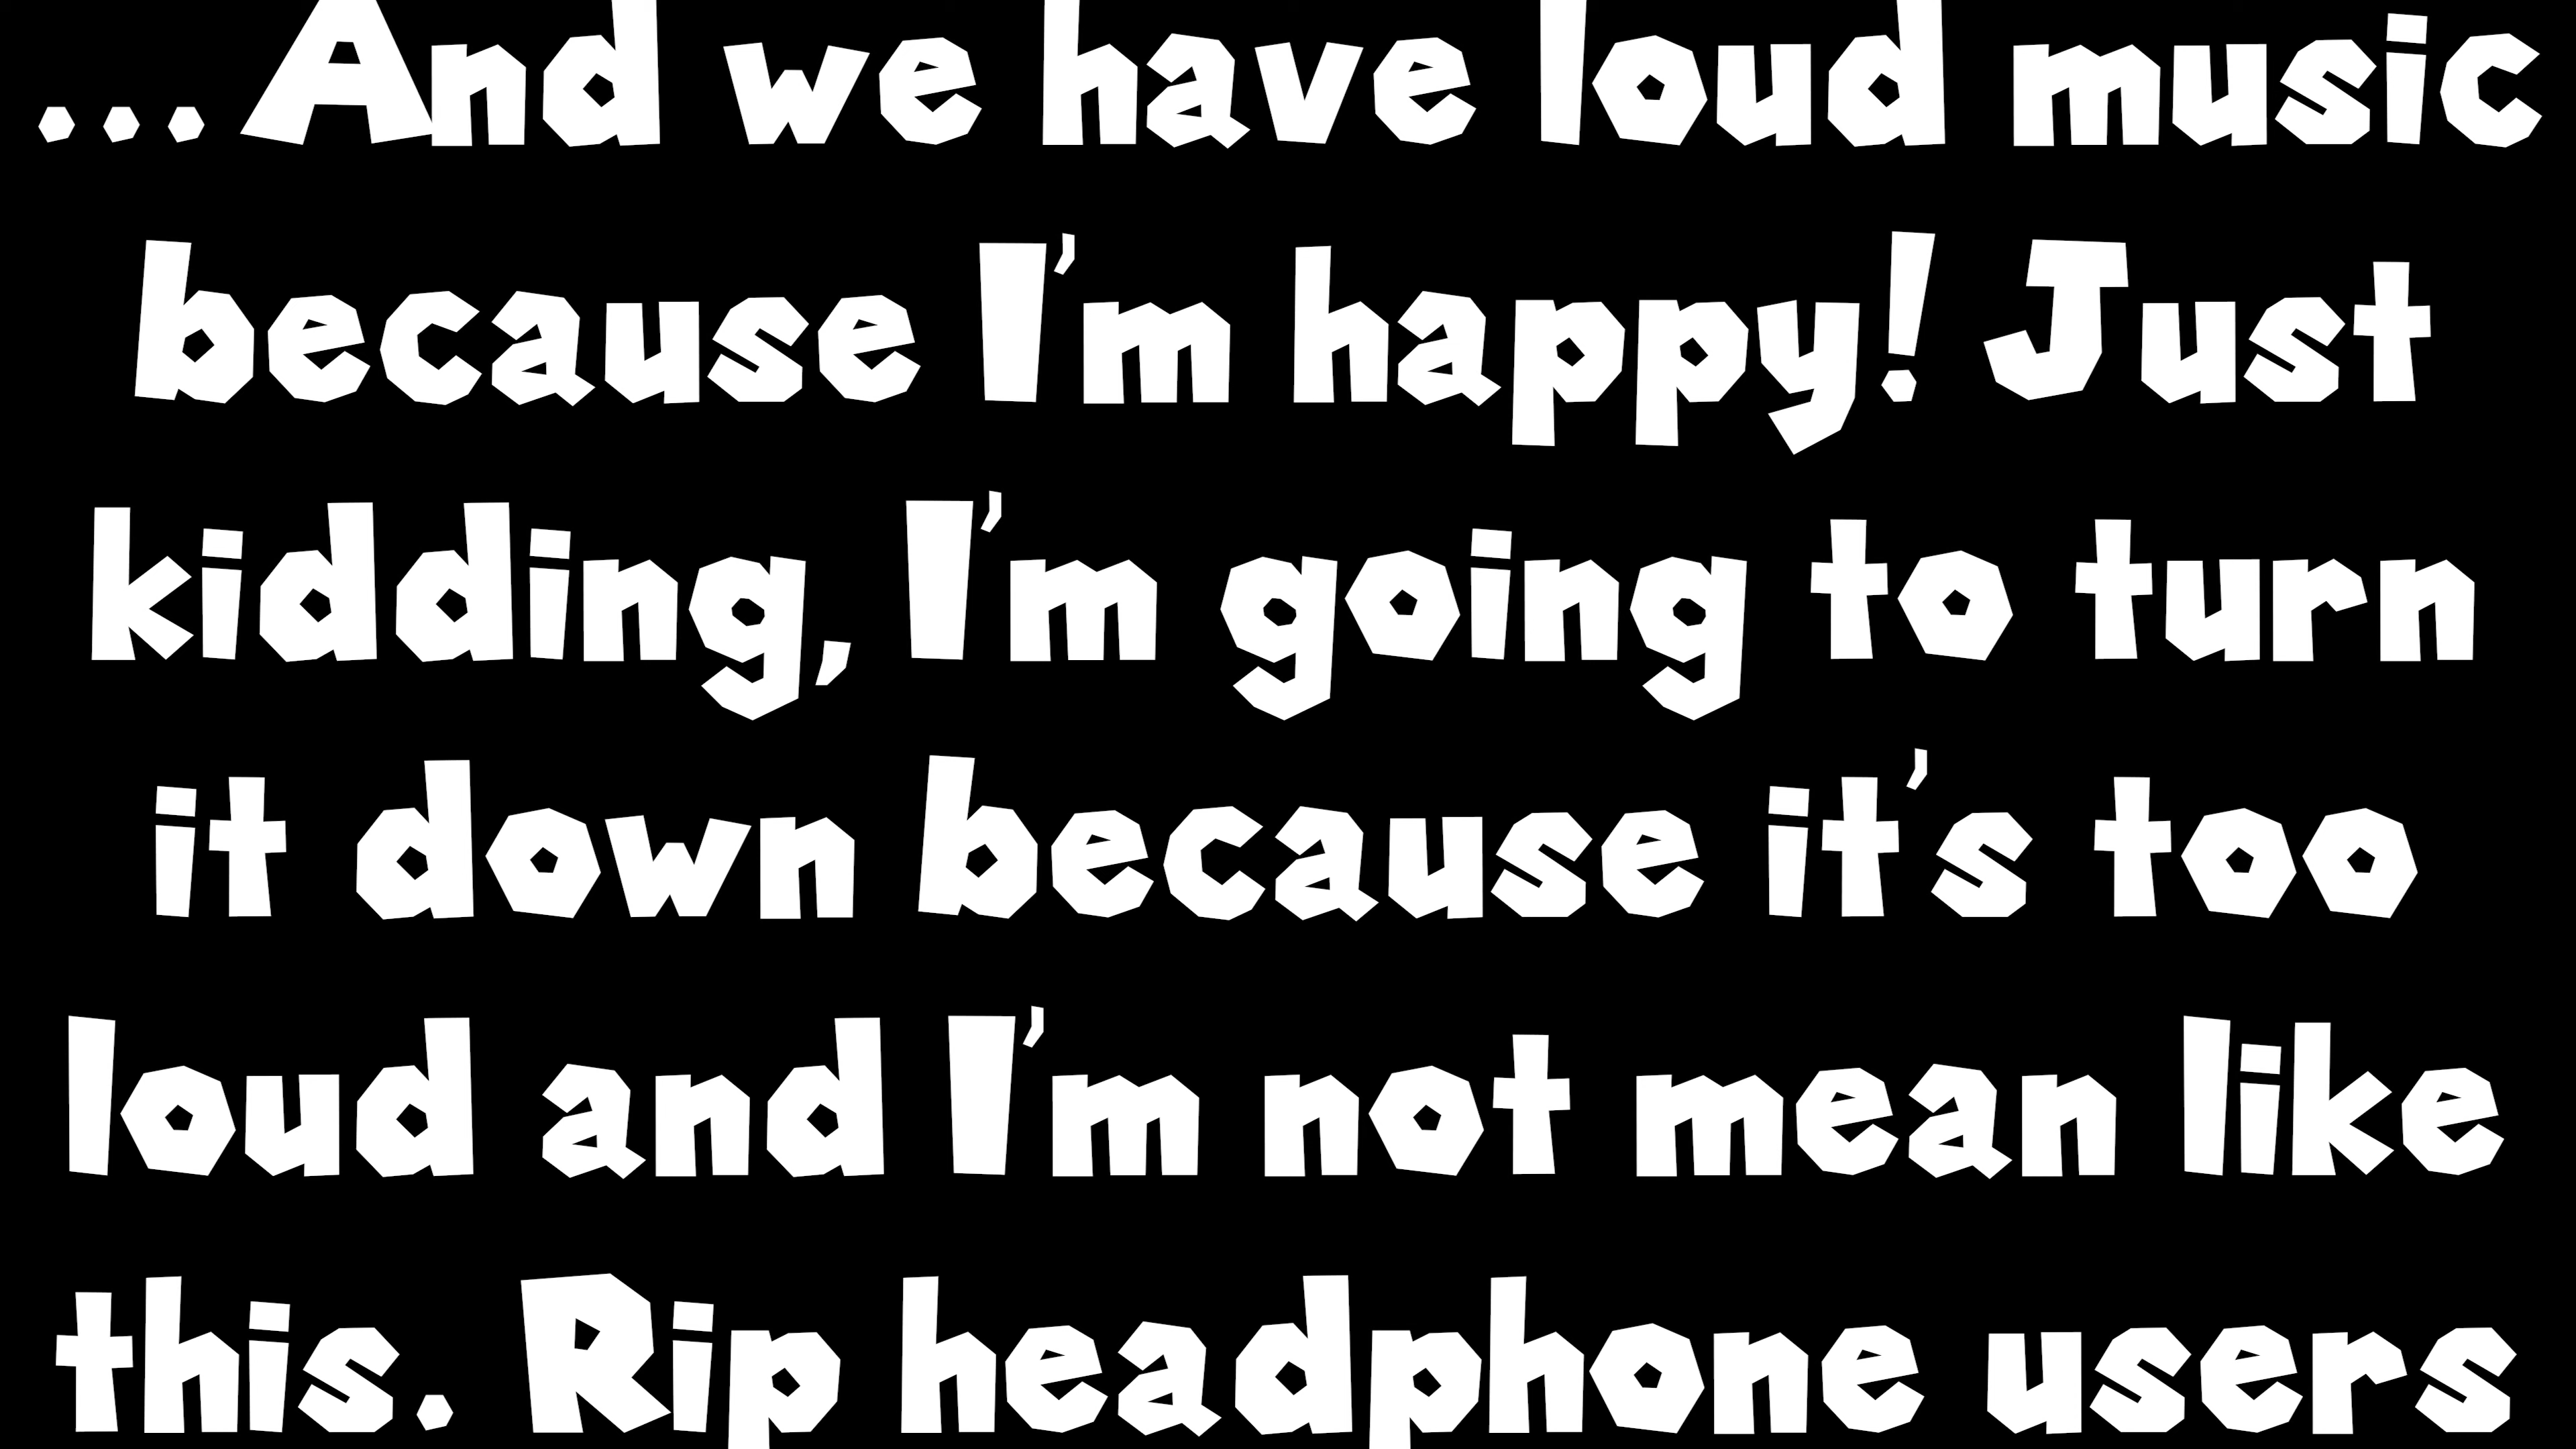 ...And we have loud music
because I'm happy! Just
kidding, I'm going to turn
it down because it's too
loud and I'm not mean like
this. Rip headphone users